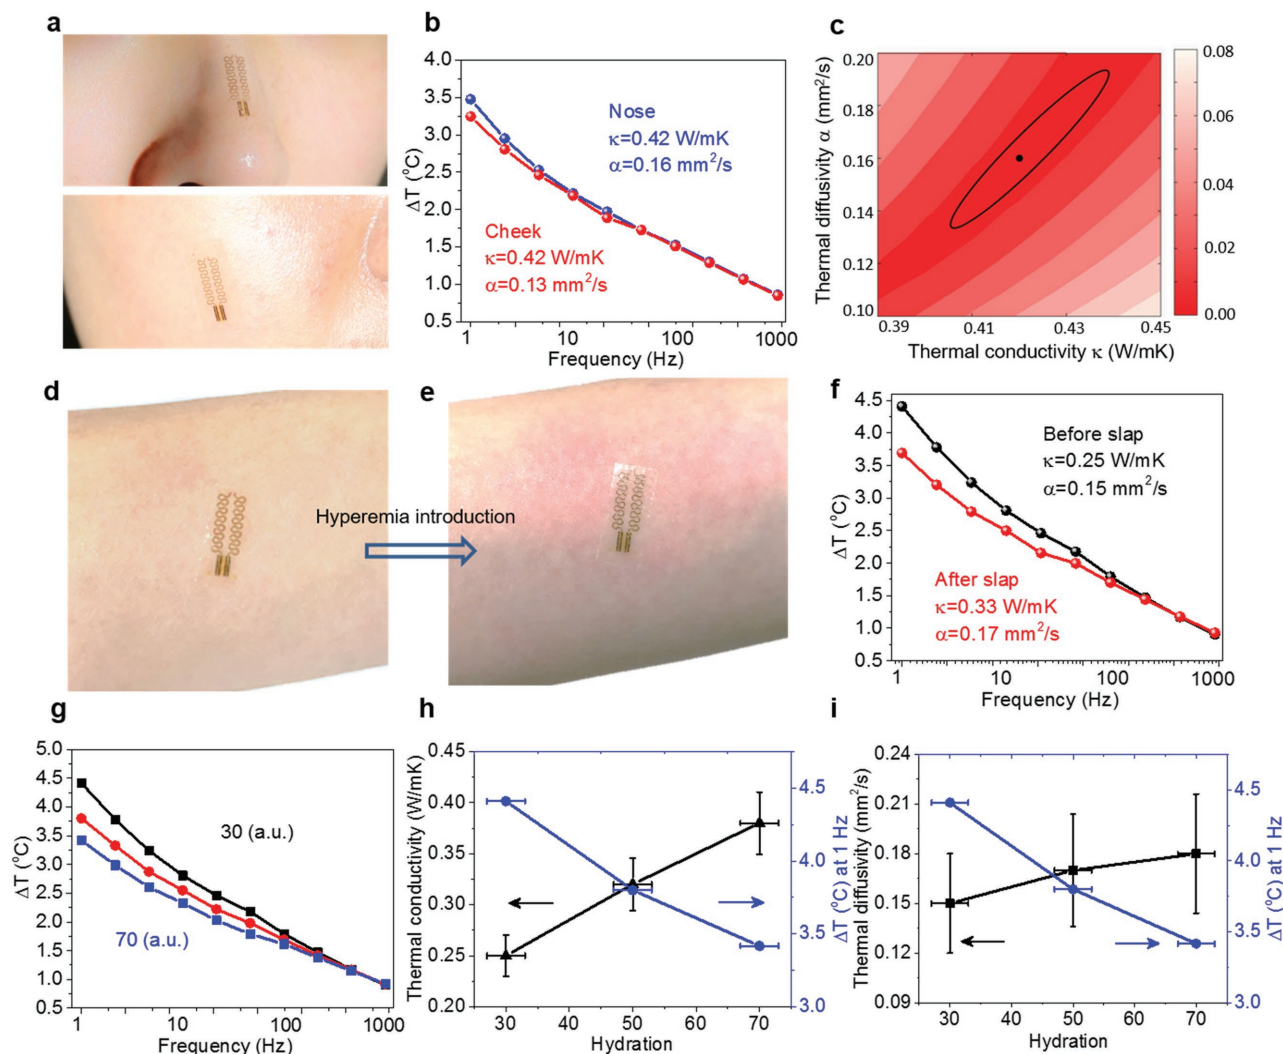 a
b
4.0
3.5
3.0
2.5
2.0
1.5
1.0
0.5
ΔT (°C)
Nose
κ=0.42 W/mK
α=0.16 mm²/s
Cheek
κ=0.42 W/mK
α=0.13 mm²/s
1 10 100 1000
Frequency (Hz)
c
0.20
0.18
0.16
0.14
0.12
0.10
Thermal diffusivity α (mm²/s)
0.39 0.41 0.43 0.45
Thermal conductivity κ (W/mK)
0.08
0.06
0.04
0.02
0.00
d
Hyperemia introduction
e
f
4.5
4.0
3.5
3.0
2.5
2.0
1.5
1.0
0.5
ΔT (°C)
Before slap
κ=0.25 W/mK
α=0.15 mm²/s
After slap
κ=0.33 W/mK
α=0.17 mm²/s
1 10 100 1000
Frequency (Hz)
g
5.0
4.5
4.0
3.5
3.0
2.5
2.0
1.5
1.0
0.5
ΔT (°C)
30 (a.u.)
70 (a.u.)
1 10 100 1000
Frequency (Hz)
h
0.45
0.40
0.35
0.30
0.25
0.20
Thermal conductivity (W/mK)
4.5
4.0
3.5
3.0
ΔT (°C) at 1 Hz
30 40 50 60 70
Hydration
i
0.24
0.21
0.18
0.15
0.12
0.09
Thermal diffusivity (mm²/s)
4.5
4.0
3.5
3.0
ΔT (°C) at 1 Hz
30 40 50 60 70
Hydration